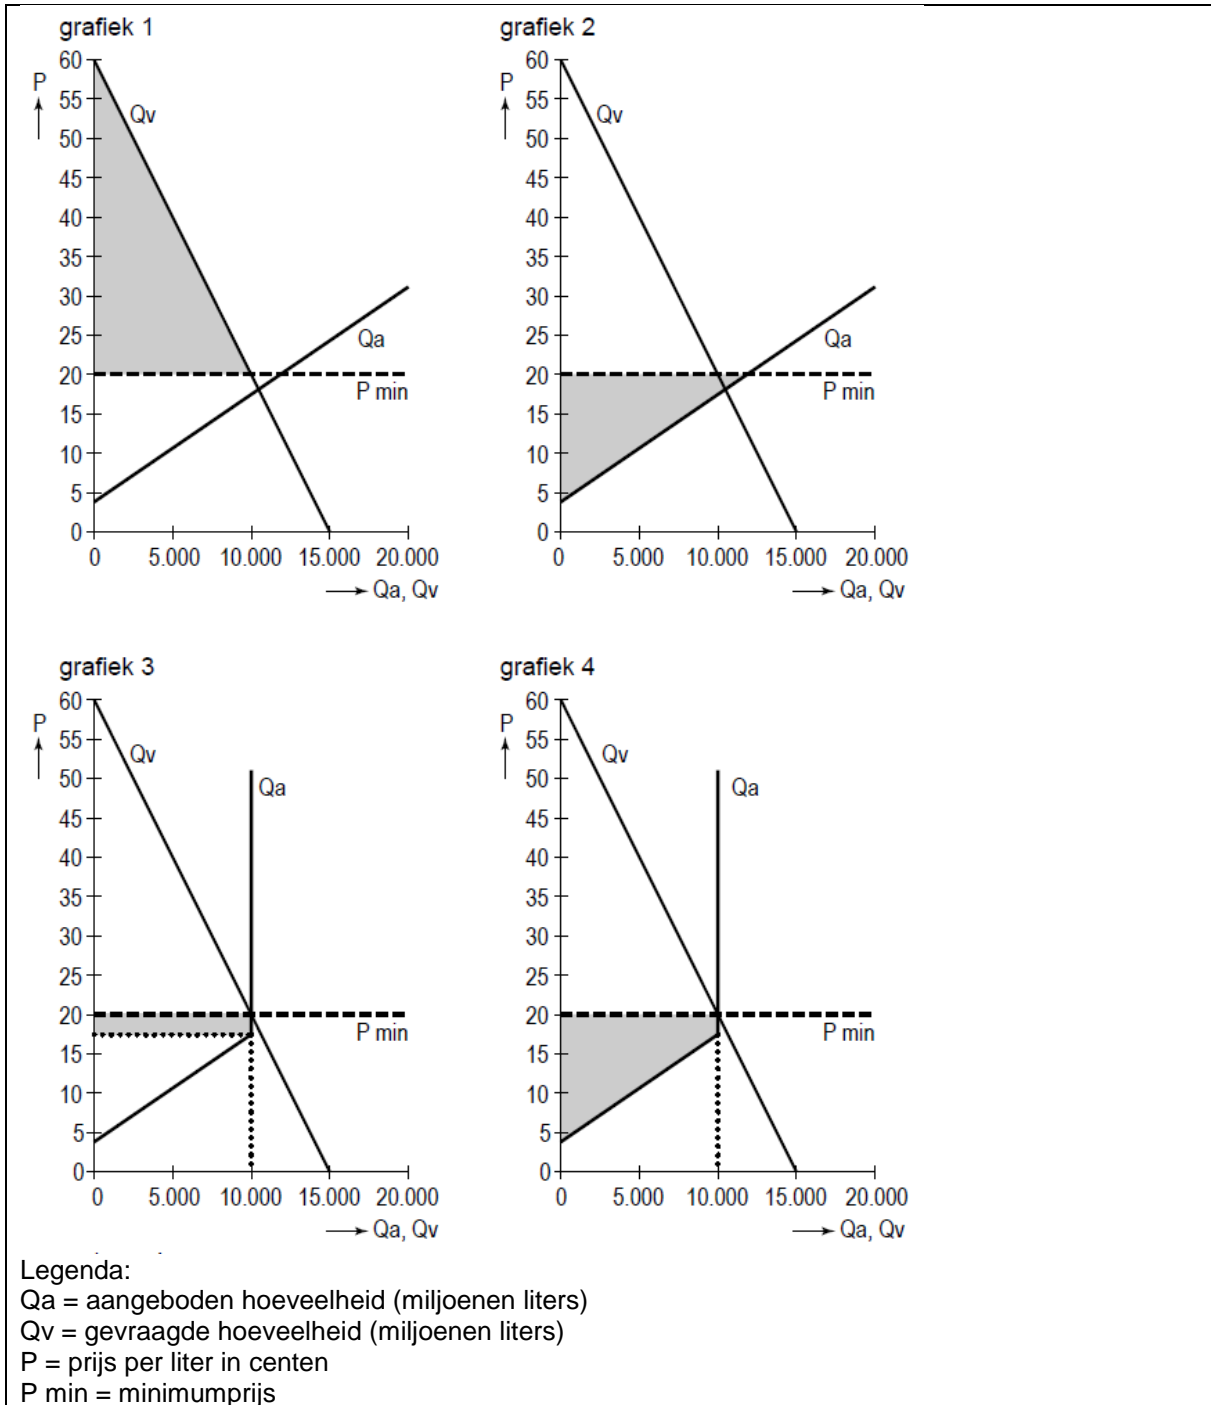 grafiek 1
60
P
55
Qv
50
45
40
35
30
25
Qa
20
P min
15
10
5
0
0 5.000 10.000 15.000 20.000
Qa, Qv
grafiek 2
60
P
55
Qv
50
45
40
35
30
25
Qa
20
P min
15
10
5
0
0 5.000 10.000 15.000 20.000
Qa, Qv
grafiek 3
60
P
55
Qv
50
Qa
45
40
35
30
25
20
P min
15
10
5
0
0 5.000 10.000 15.000 20.000
Qa, Qv
grafiek 4
60
P
55
Qv
50
Qa
45
40
35
30
25
20
P min
15
10
5
0
0 5.000 10.000 15.000 20.000
Qa, Qv
Legenda:
Qa = aangeboden hoeveelheid (miljoenen liters)
Qv = gevraagde hoeveelheid (miljoenen liters)
P = prijs per liter in centen
P min = minimumprijs